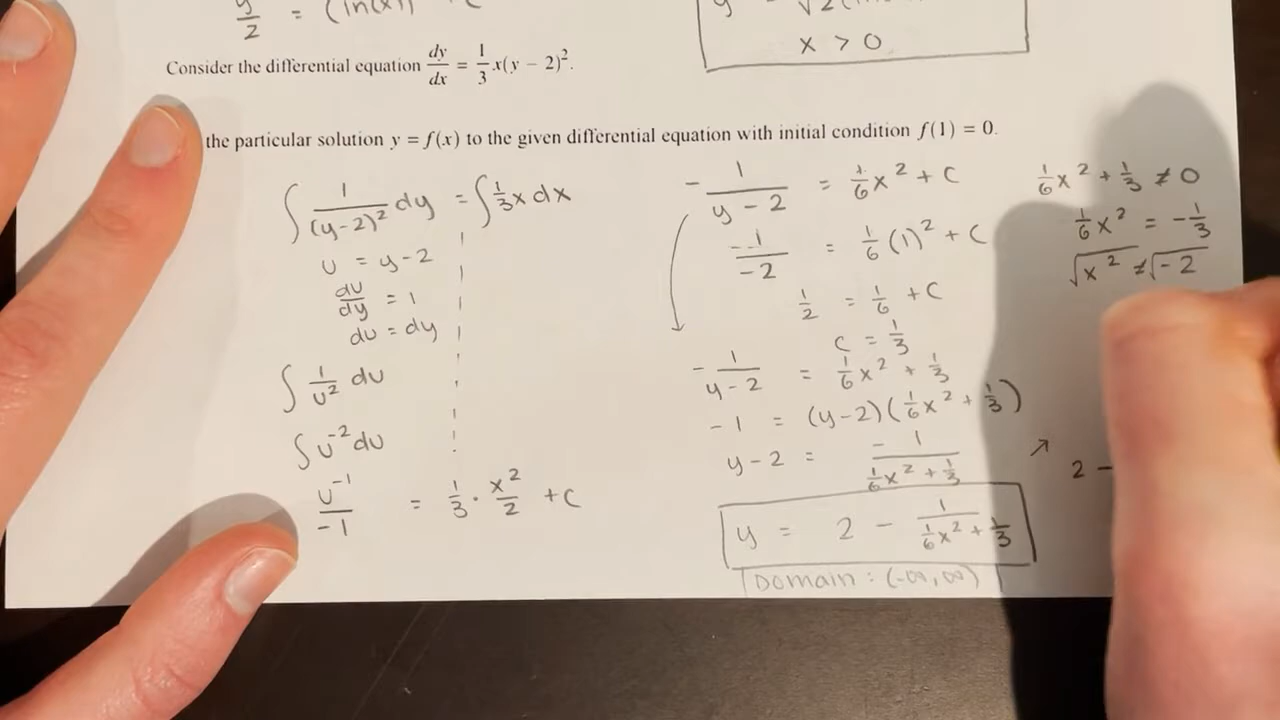 y/2 = (ln(x)) + C
y = √2(ln
x > 0
Consider the differential equation dy/dx = 1/3 x(y − 2)².
the particular solution y = f(x) to the given differential equation with initial condition f(1) = 0.
∫ 1/(y-2)² dy = ∫ 1/3 x dx
u = y-2
du/dy = 1
du = dy
∫ 1/u² du
∫ u⁻² du
u⁻¹/-1 = 1/3 · x²/2 + C
- 1/(y - 2) = 1/6 x² + C
-1/-2 = 1/6 (1)² + C
1/2 = 1/6 + C
C = 1/3
- 1/(y-2) = 1/6 x² + 1/3
-1 = (y-2)(1/6 x² + 1/3)
y-2 = - 1/(1/6 x² + 1/3)
y = 2 - 1/(1/6 x² + 1/3)
Domain: (-∞, ∞)
1/6 x² + 1/3 ≠ 0
1/6 x² = -1/3
√x² ≠ √-2
↗ 2 -